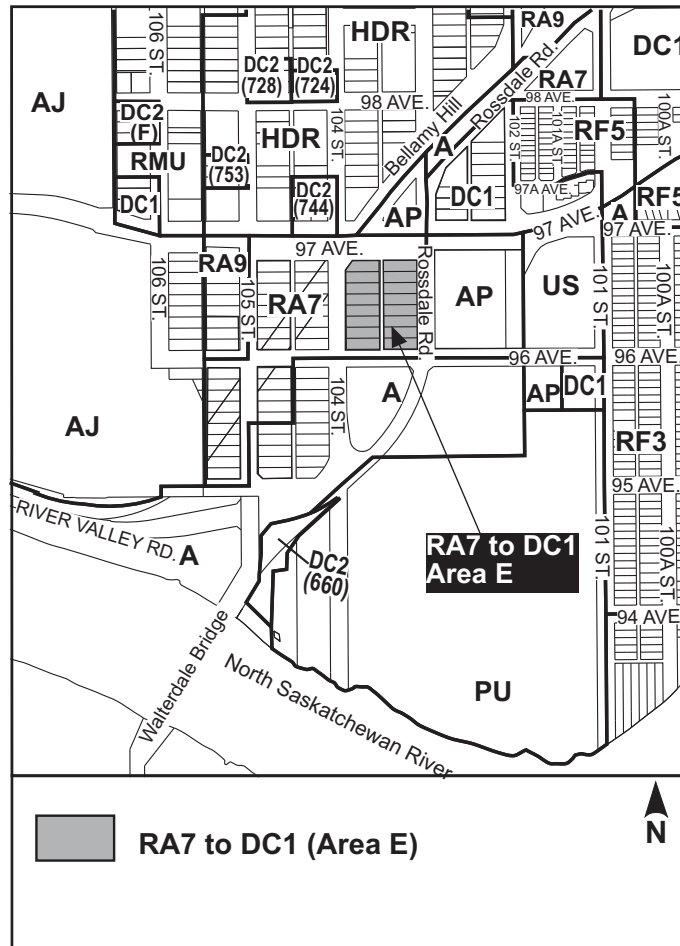 RA9
HDR
DC1
106 ST.
DC2
(728)
DC2
(724)
Rossdale Rd.
RA7
AJ
98 AVE.
98 AVE.
100A ST.
DC2
(F)
HDR
104 ST.
Bellamy Hill
A
102 ST.
101A ST.
RF5
RMU
DC2
(753)
DC1
DC2
(744)
DC1
97A AVE.
RF5
AP
A
97 AVE.
97 AVE.
97 AVE.
RA9
106 ST.
105 ST.
RA7
Rossdale Rd.
AP
US
101 ST.
100A ST.
96 AVE.
96 AVE.
A
104 ST.
AP
DC1
AJ
RF3
95 AVE.
RIVER VALLEY RD.
A
RA7 to DC1
Area E
DC2
(660)
101 ST.
100A ST.
94 AVE.
Walterdale Bridge
North Saskatchewan River
PU
RA7 to DC1 (Area E)
N